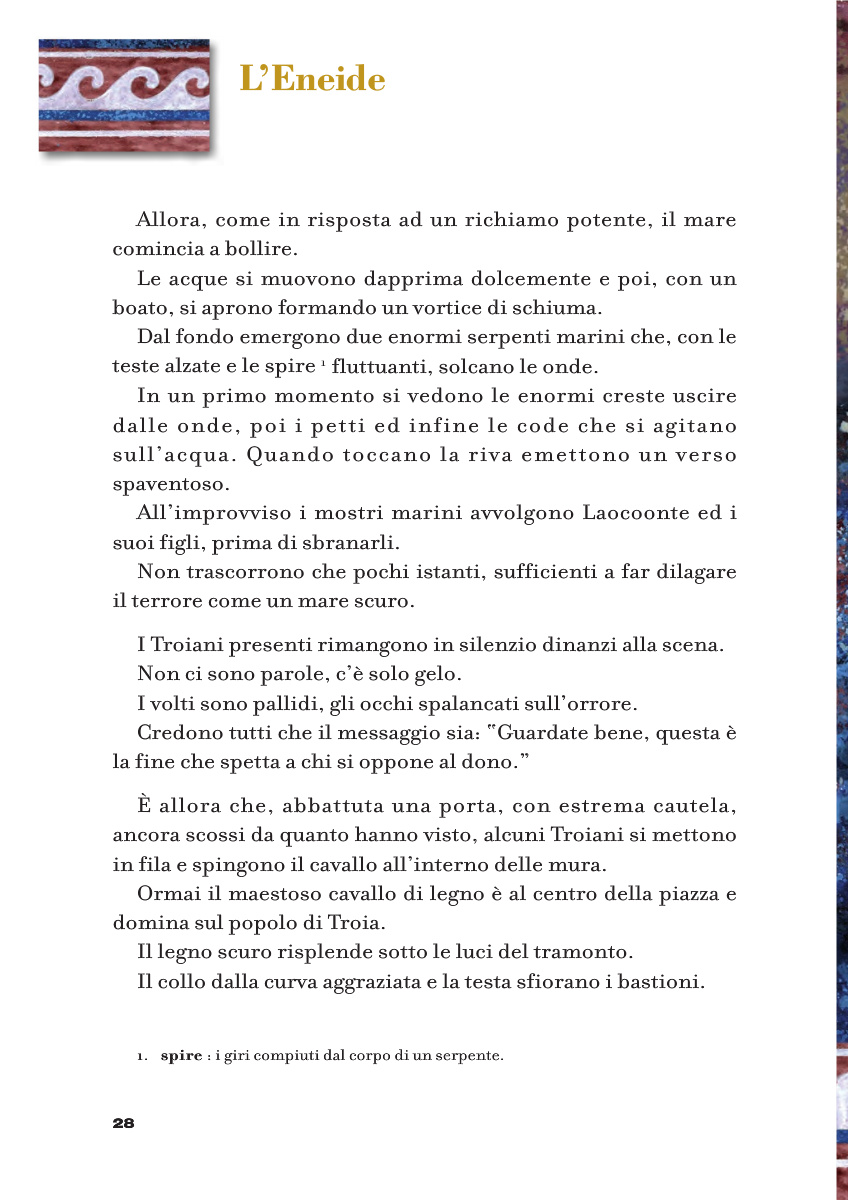 L'Eneide
Allora, come in risposta ad un richiamo potente, il mare
comincia a bollire.
Le acque si muovono dapprima dolcemente e poi, con un
boato, si aprono formando un vortice di schiuma.
Dal fondo emergono due enormi serpenti marini che, con le
teste alzate e le spire ¹ fluttuanti, solcano le onde.
In un primo momento si vedono le enormi creste uscire
dalle onde, poi i petti ed infine le code che si agitano
sull'acqua. Quando toccano la riva emettono un verso
spaventoso.
All'improvviso i mostri marini avvolgono Laocoonte ed i
suoi figli, prima di sbranarli.
Non trascorrono che pochi istanti, sufficienti a far dilagare
il terrore come un mare scuro.
I Troiani presenti rimangono in silenzio dinanzi alla scena.
Non ci sono parole, c'è solo gelo.
I volti sono pallidi, gli occhi spalancati sull'orrore.
Credono tutti che il messaggio sia: "Guardate bene, questa è
la fine che spetta a chi si oppone al dono."
È allora che, abbattuta una porta, con estrema cautela,
ancora scossi da quanto hanno visto, alcuni Troiani si mettono
in fila e spingono il cavallo all'interno delle mura.
Ormai il maestoso cavallo di legno è al centro della piazza e
domina sul popolo di Troia.
Il legno scuro risplende sotto le luci del tramonto.
Il collo dalla curva aggraziata e la testa sfiorano i bastioni.
1. spire : i giri compiuti dal corpo di un serpente.
28